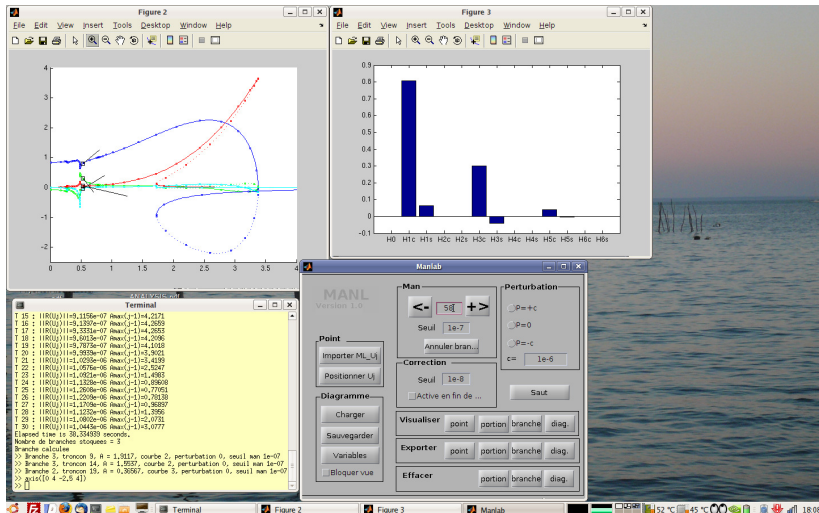 Figure 2
File Edit View Insert Tools Desktop Window Help
4
3
2
1
0
-1
-2
0 0.5 1 1.5 2 2.5 3 3.5 4
Figure 3
File Edit View Insert Tools Desktop Window Help
0.9
0.8
0.7
0.6
0.5
0.4
0.3
0.2
0.1
0
-0.1
H0 H1c H1s H2c H2s H3c H3s H4c H4s H5c H5s H6c H6s
Terminal
T 15 : ||R(Uj)||=9,1156e-07 Amax(j-1)=4,2171
T 16 : ||R(Uj)||=9,1397e-07 Amax(j-1)=4,2659
T 17 : ||R(Uj)||=9,3331e-07 Amax(j-1)=4,2653
T 18 : ||R(Uj)||=9,6013e-07 Amax(j-1)=4,2096
T 19 : ||R(Uj)||=9,7873e-07 Amax(j-1)=4,1018
T 20 : ||R(Uj)||=9,9939e-07 Amax(j-1)=3,9021
T 21 : ||R(Uj)||=1,0293e-06 Amax(j-1)=3,4199
T 22 : ||R(Uj)||=1,0576e-06 Amax(j-1)=2,5247
T 23 : ||R(Uj)||=1,0921e-06 Amax(j-1)=1,4983
T 24 : ||R(Uj)||=1,1328e-06 Amax(j-1)=0,89608
T 25 : ||R(Uj)||=1,2608e-06 Amax(j-1)=0,77051
T 26 : ||R(Uj)||=1,2209e-06 Amax(j-1)=0,78138
T 27 : ||R(Uj)||=1,1709e-06 Amax(j-1)=0,96897
T 28 : ||R(Uj)||=1,1232e-06 Amax(j-1)=1,3956
T 29 : ||R(Uj)||=1,0802e-06 Amax(j-1)=2,0731
T 30 : ||R(Uj)||=1,0443e-06 Amax(j-1)=3,0777
Elapsed time is 38.334939 seconds.
Nombre de branches stoquees = 3
Branche calculee
>> Branche 3, troncon 9, A = 1.9117, courbe 2, perturbation 0, seuil man 1e-07
>> Branche 3, troncon 14, A = 1.5537, courbe 2, perturbation 0, seuil man 1e-07
>> Branche 2, troncon 19, A = 0.36567, courbe 3, perturbation 0, seuil man 1e-07
>> axis([0 4 -2.5 4])
>>
Manlab
MANL
Version 1.0
Point
Importer ML_Uj
Positionner Uj
Diagramme
Charger
Sauvegarder
Variables
Bloquer vue
Man
<- 50 +>
Seuil 1e-7
Annuler bran...
Correction
Seuil 1e-8
Active en fin de ...
Perturbation
P=+c
P=0
P=-c
c= 1e-6
Saut
Visualiser point portion branche diag.
Exporter point portion branche diag.
Effacer portion branche diag.
Terminal Figure 2 Figure 3 Manlab 52 °C 45 °C 18:08